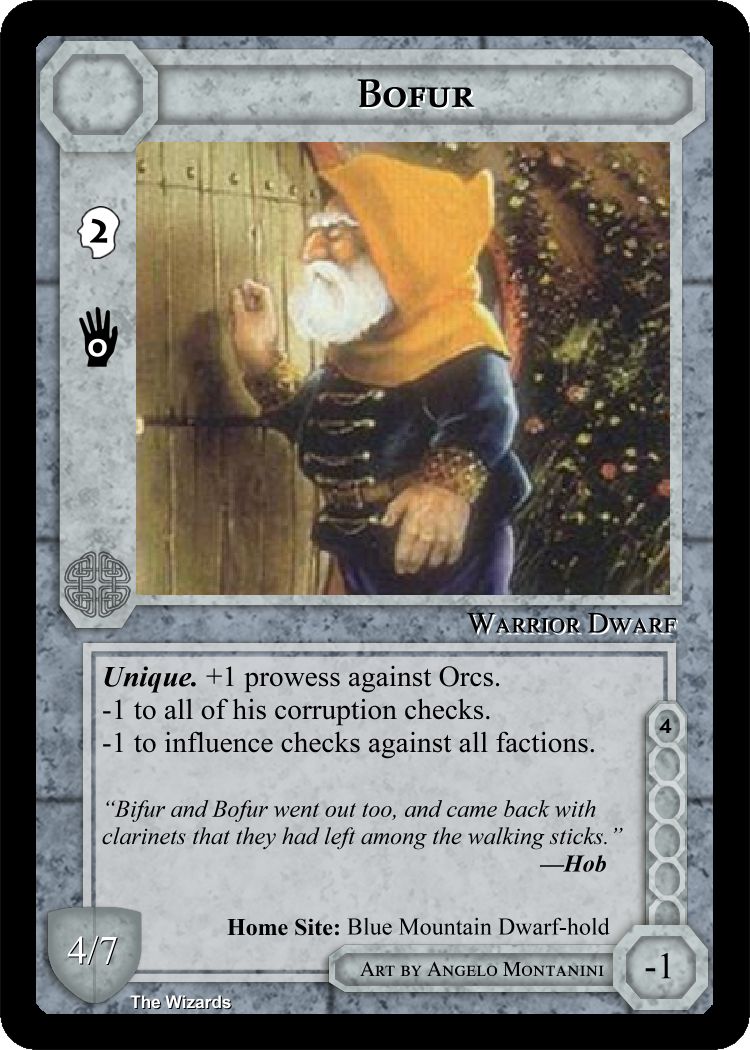 Bofur
2
0
Warrior Dwarf
Unique. +1 prowess against Orcs.
-1 to all of his corruption checks.
-1 to influence checks against all factions.
4
“Bifur and Bofur went out too, and came back with
clarinets that they had left among the walking sticks.”
—Hob
Home Site: Blue Mountain Dwarf-hold
4/7
Art by Angelo Montanini
-1
The Wizards